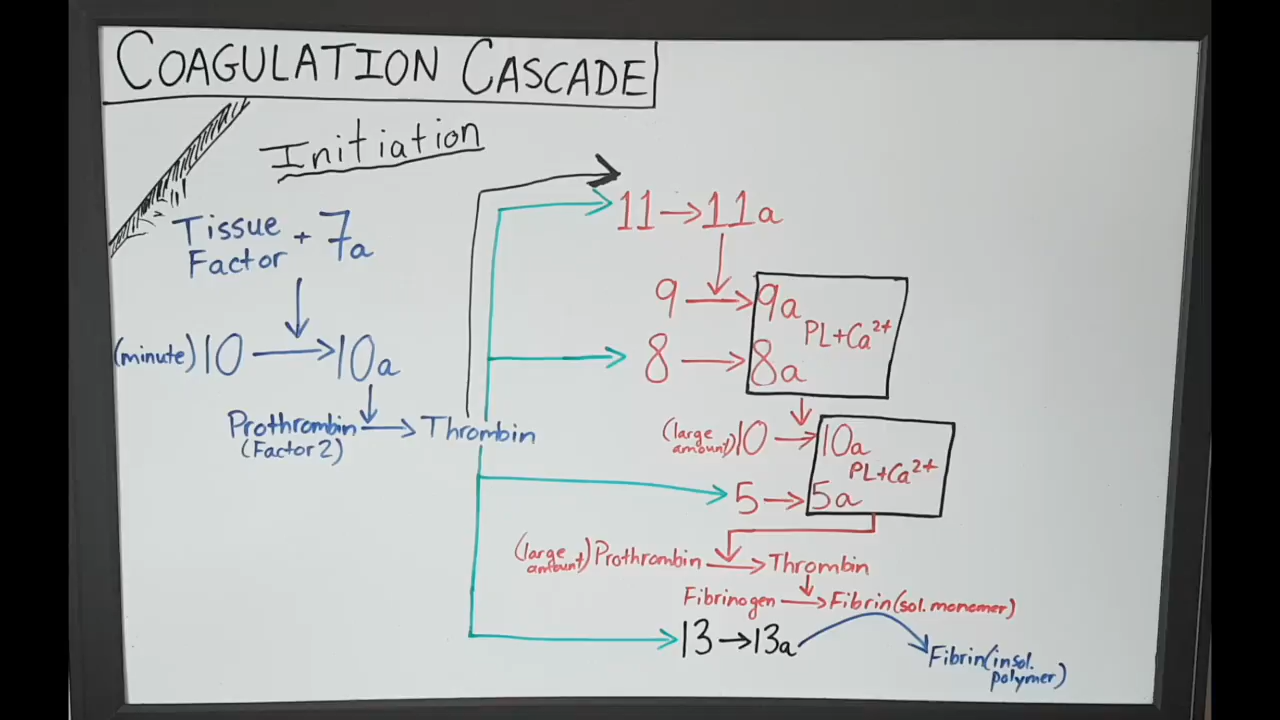 COAGULATION CASCADE
Initiation
Tissue
Factor + 7a
(minute) 10 → 10a
Prothrombin → Thrombin
(Factor 2)
11 → 11a
9 → 9a
PL+Ca²⁺
8 → 8a
(large
amount) 10 → 10a
PL+Ca²⁺
5 → 5a
(large
amount) Prothrombin → Thrombin
Fibrinogen → Fibrin (sol. monomer)
13 → 13a
Fibrin (insol.
polymer)